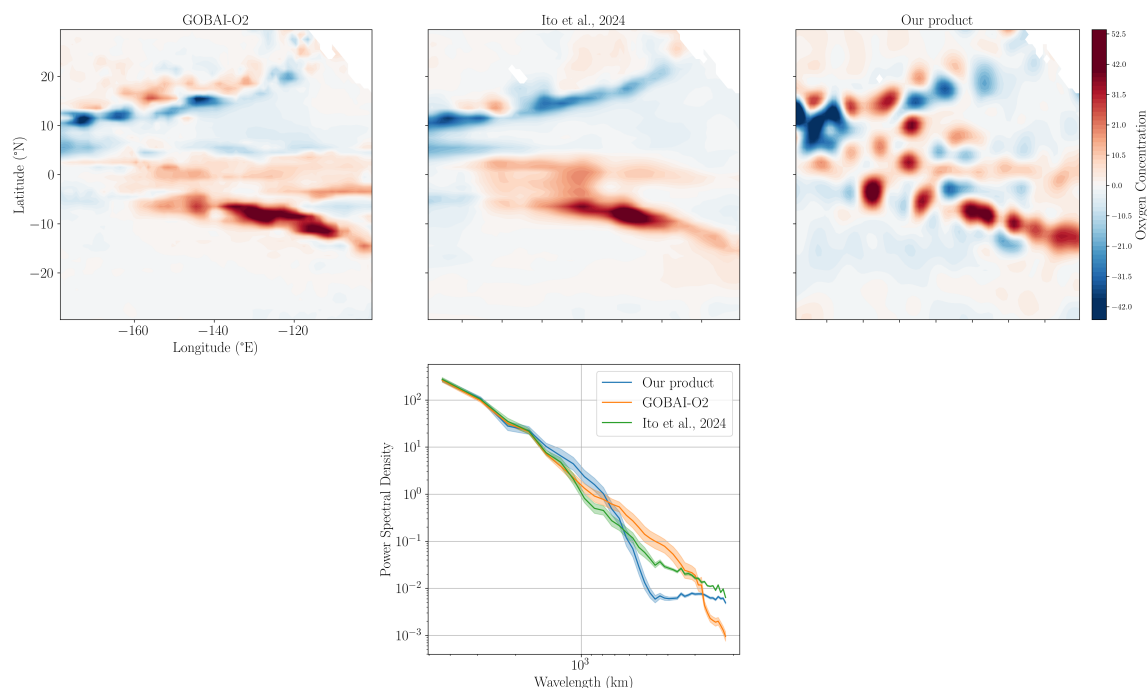 GOBAI-O2
Ito et al., 2024
Our product
20
10
0
−10
−20
Latitude (°N)
−160
−140
−120
Longitude (°E)
52.5
42.0
31.5
21.0
10.5
0.0
−10.5
−21.0
−31.5
−42.0
Oxygen Concentration
Our product
GOBAI-O2
Ito et al., 2024
10²
10¹
10⁰
10⁻¹
10⁻²
10⁻³
Power Spectral Density
10³
Wavelength (km)